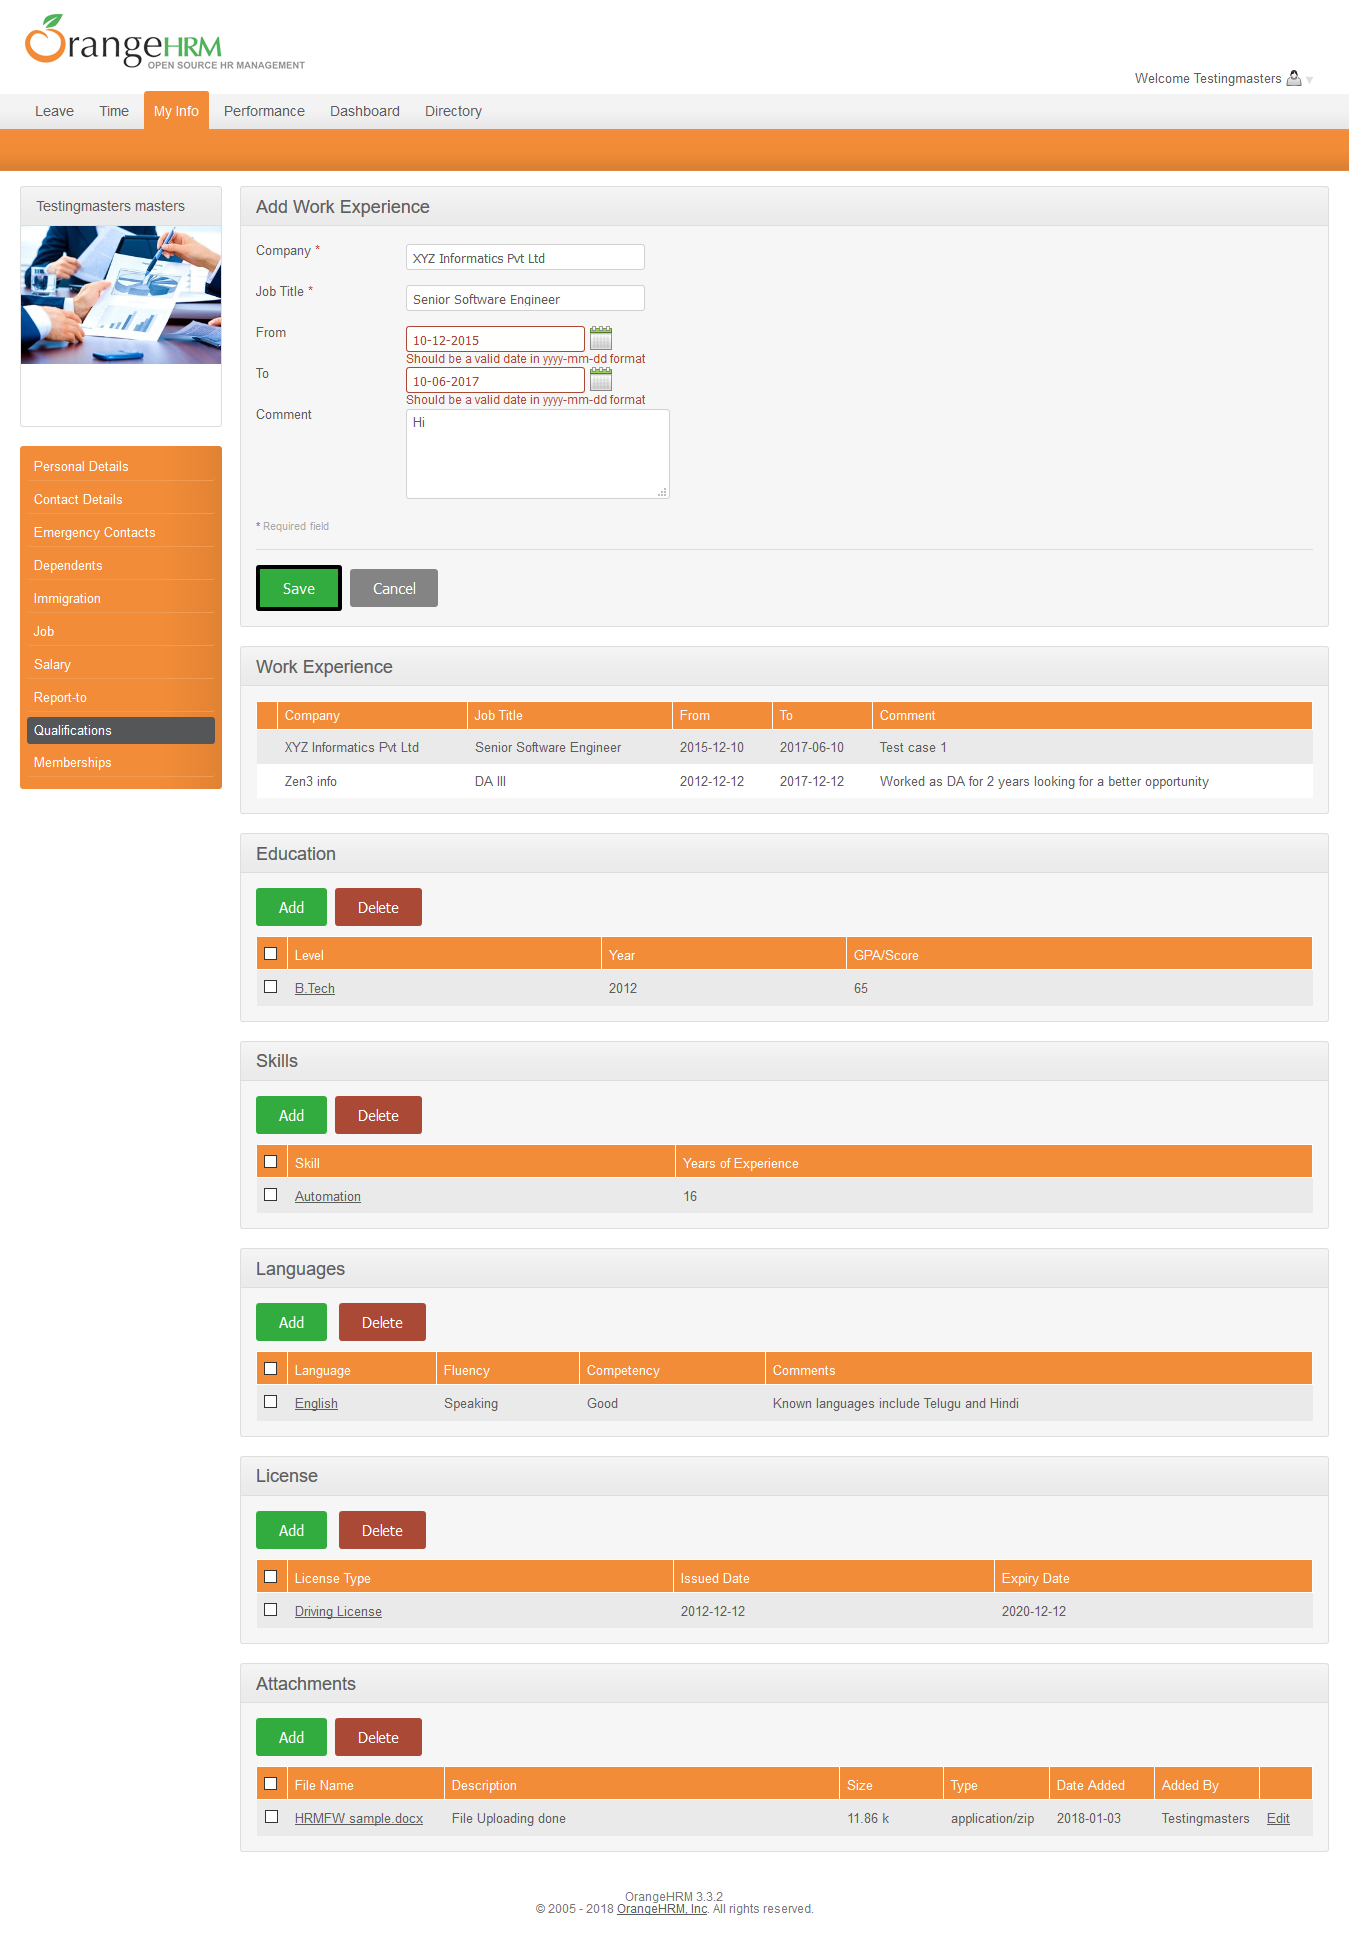 OrangeHRM
OPEN SOURCE HR MANAGEMENT
Welcome Testingmasters
Leave Time My Info Performance Dashboard Directory
Testingmasters masters
Personal Details
Contact Details
Emergency Contacts
Dependents
Immigration
Job
Salary
Report-to
Qualifications
Memberships
Add Work Experience
Company * XYZ Informatics Pvt Ltd
Job Title * Senior Software Engineer
From 10-12-2015
Should be a valid date in yyyy-mm-dd format
To 10-06-2017
Should be a valid date in yyyy-mm-dd format
Comment Hi
* Required field
Save Cancel
Work Experience
Company Job Title From To Comment
XYZ Informatics Pvt Ltd Senior Software Engineer 2015-12-10 2017-06-10 Test case 1
Zen3 info DA III 2012-12-12 2017-12-12 Worked as DA for 2 years looking for a better opportunity
Education
Add Delete
Level Year GPA/Score
B.Tech 2012 65
Skills
Add Delete
Skill Years of Experience
Automation 16
Languages
Add Delete
Language Fluency Competency Comments
English Speaking Good Known languages include Telugu and Hindi
License
Add Delete
License Type Issued Date Expiry Date
Driving License 2012-12-12 2020-12-12
Attachments
Add Delete
File Name Description Size Type Date Added Added By
HRMFW sample.docx File Uploading done 11.86 k application/zip 2018-01-03 Testingmasters Edit
OrangeHRM 3.3.2
© 2005 - 2018 OrangeHRM, Inc. All rights reserved.